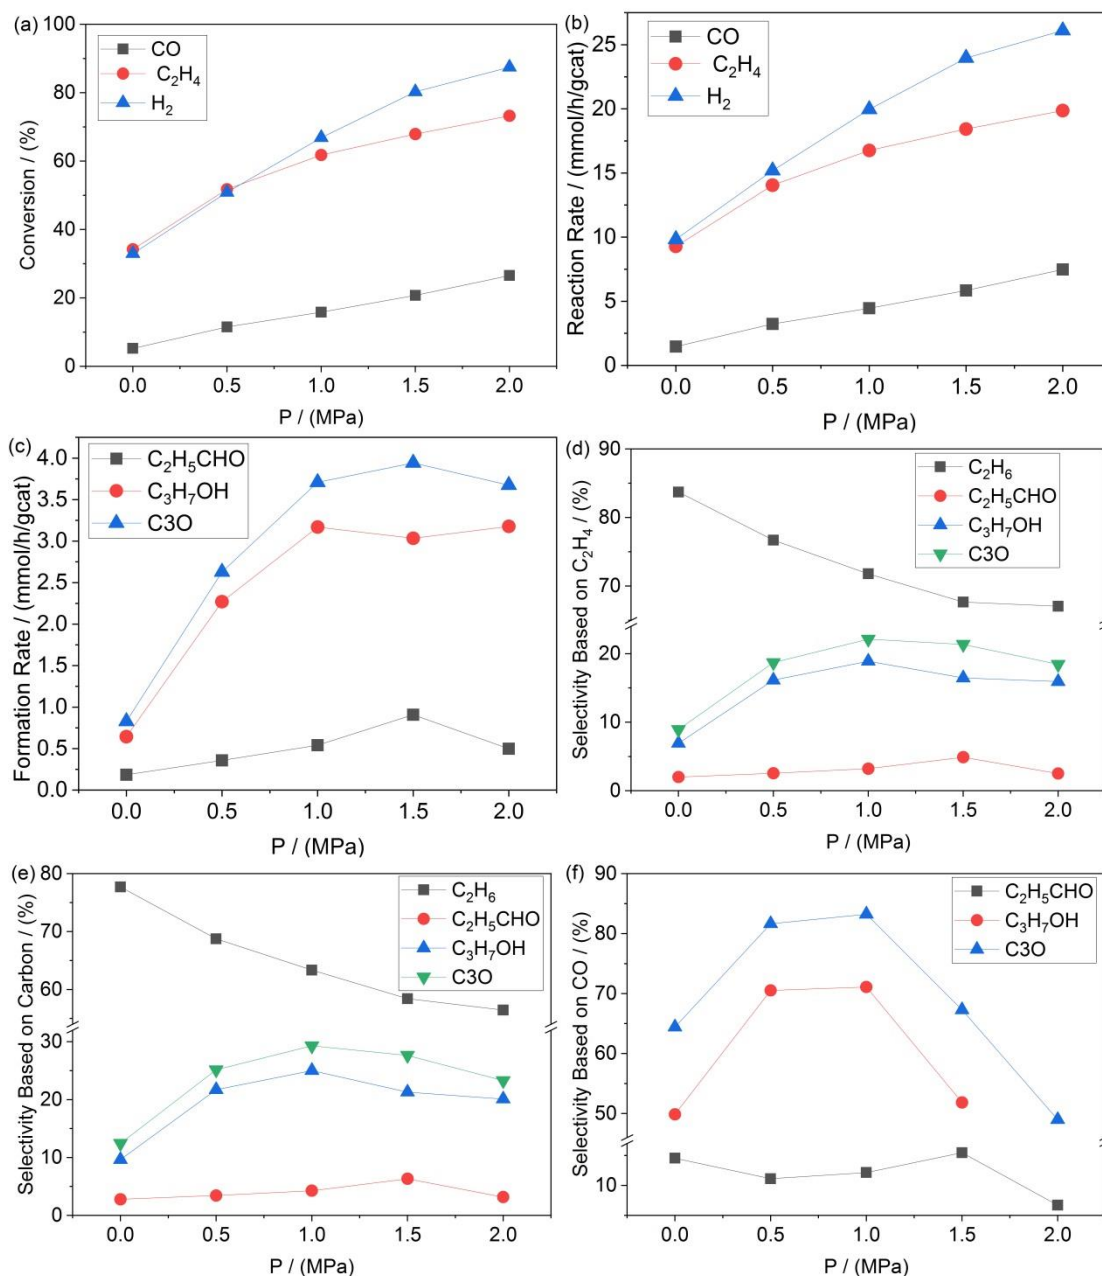 (a)
100
80
60
40
20
0
Conversion / (%)
CO
C₂H₄
H₂
0.0 0.5 1.0 1.5 2.0
P / (MPa)
(b)
25
20
15
10
5
0
Reaction Rate / (mmol/h/gcat)
CO
C₂H₄
H₂
0.0 0.5 1.0 1.5 2.0
P / (MPa)
(c)
4.0
3.5
3.0
2.5
2.0
1.5
1.0
0.5
0.0
Formation Rate / (mmol/h/gcat)
C₂H₅CHO
C₃H₇OH
C3O
0.0 0.5 1.0 1.5 2.0
P / (MPa)
(d)
90
80
70
20
10
0
Selectivity Based on C₂H₄ / (%)
C₂H₆
C₂H₅CHO
C₃H₇OH
C3O
0.0 0.5 1.0 1.5 2.0
P / (MPa)
(e)
80
70
60
30
20
10
0
Selectivity Based on Carbon / (%)
C₂H₆
C₂H₅CHO
C₃H₇OH
C3O
0.0 0.5 1.0 1.5 2.0
P / (MPa)
(f)
90
80
70
60
50
10
Selectivity Based on CO / (%)
C₂H₅CHO
C₃H₇OH
C3O
0.0 0.5 1.0 1.5 2.0
P / (MPa)